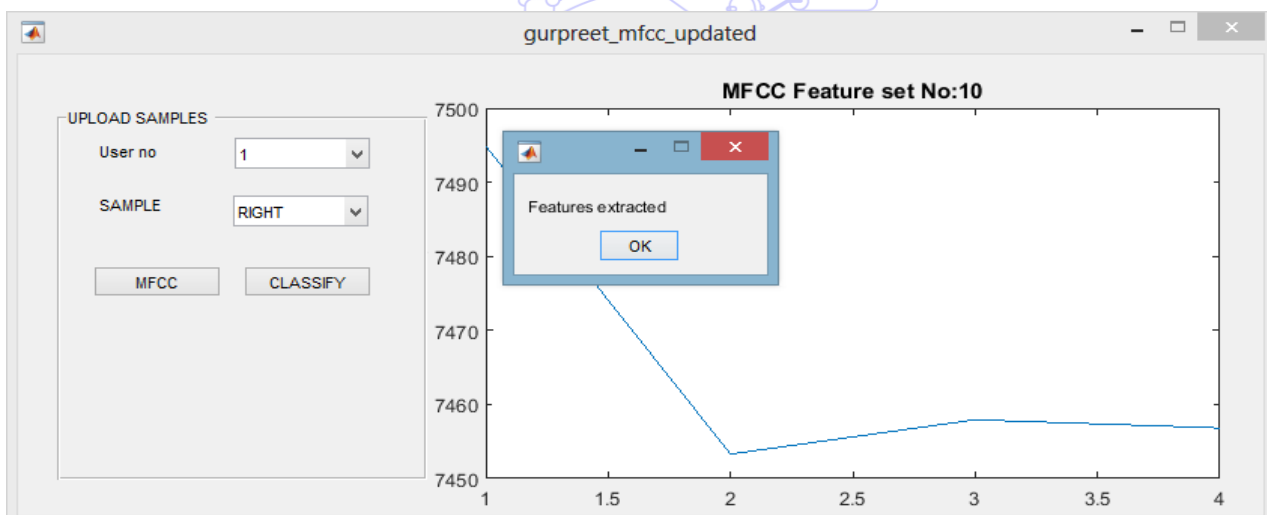 gurpreet_mfcc_updated
UPLOAD SAMPLES
User no 1
SAMPLE RIGHT
MFCC CLASSIFY
MFCC Feature set No:10
7500
7490
7480
7470
7460
7450
1 1.5 2 2.5 3 3.5 4
Features extracted
OK